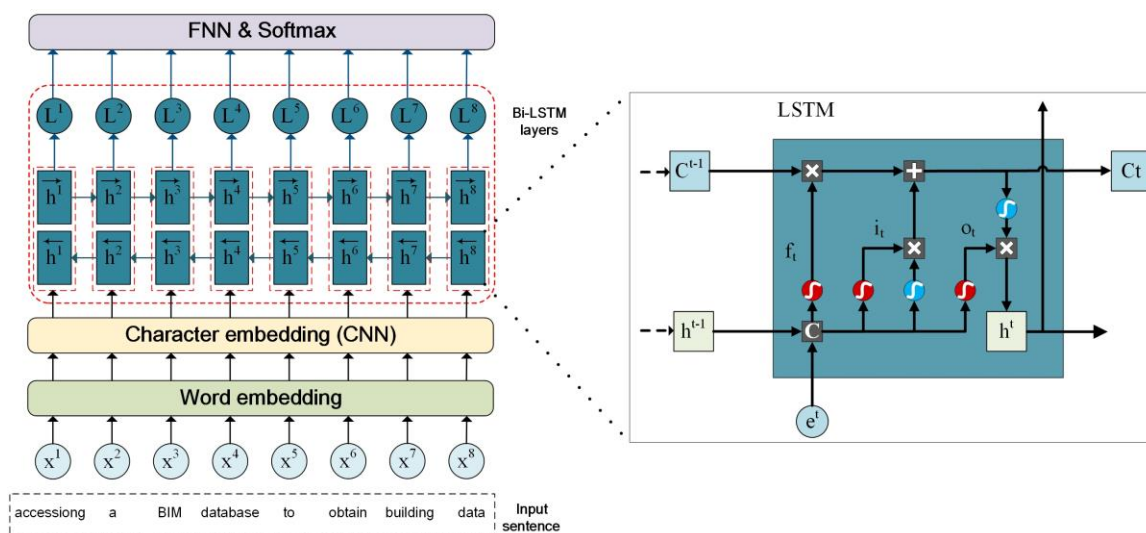 FNN & Softmax
L1 L2 L3 L4 L5 L6 L7 L8
Bi-LSTM
layers
h1 h2 h3 h4 h5 h6 h7 h8
h1 h2 h3 h4 h5 h6 h7 h8
Character embedding (CNN)
Word embedding
x1 x2 x3 x4 x5 x6 x7 x8
accessiong a BIM database to obtain building data
Input
sentence
LSTM
Ct-1
Ct
ft
it
ot
ht-1
C
ht
et